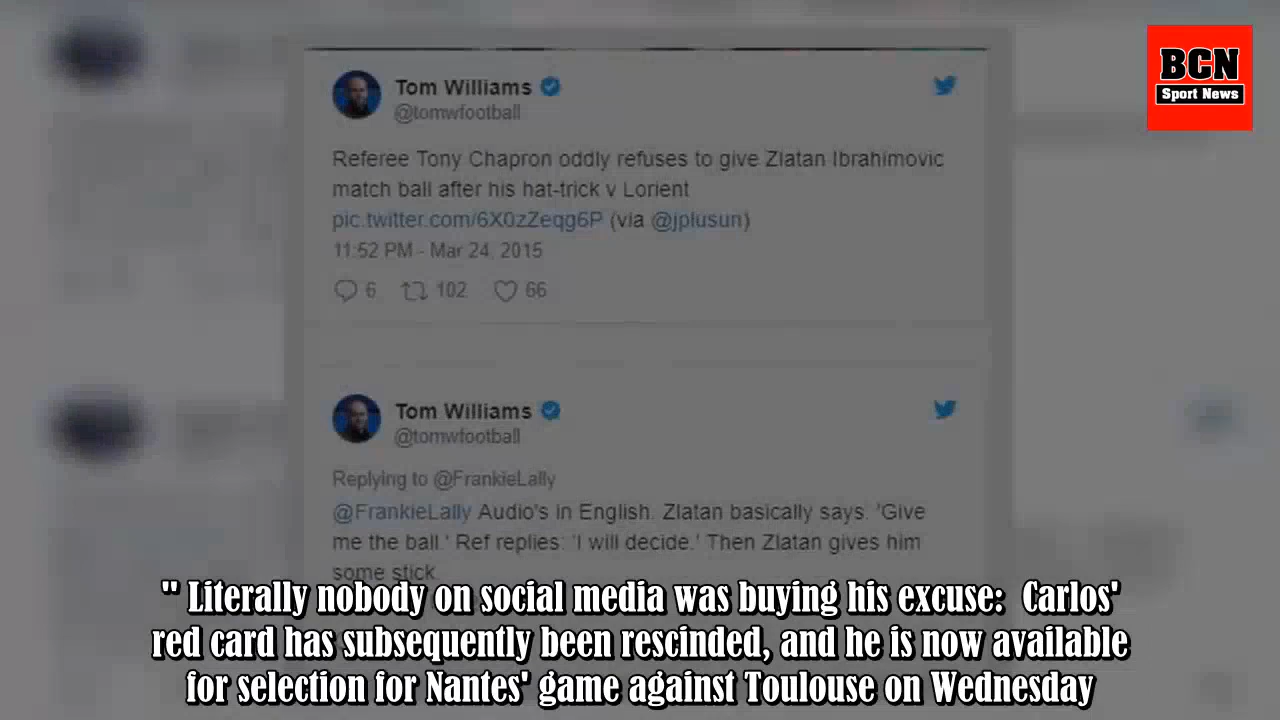 BCN
Sport News
Tom Williams
@tomwfootball
Referee Tony Chapron oddly refuses to give Zlatan Ibrahimovic
match ball after his hat-trick v Lorient
pic.twitter.com/6X0zZeqg6P (via @jplusun)
11:52 PM - Mar 24, 2015
6 102 66
Tom Williams
@tomwfootball
Replying to @FrankieLally
@FrankieLally Audio's in English. Zlatan basically says: 'Give
me the ball.' Ref replies: 'I will decide.' Then Zlatan gives him
some stick.
" Literally nobody on social media was buying his excuse: Carlos'
red card has subsequently been rescinded, and he is now available
for selection for Nantes' game against Toulouse on Wednesday